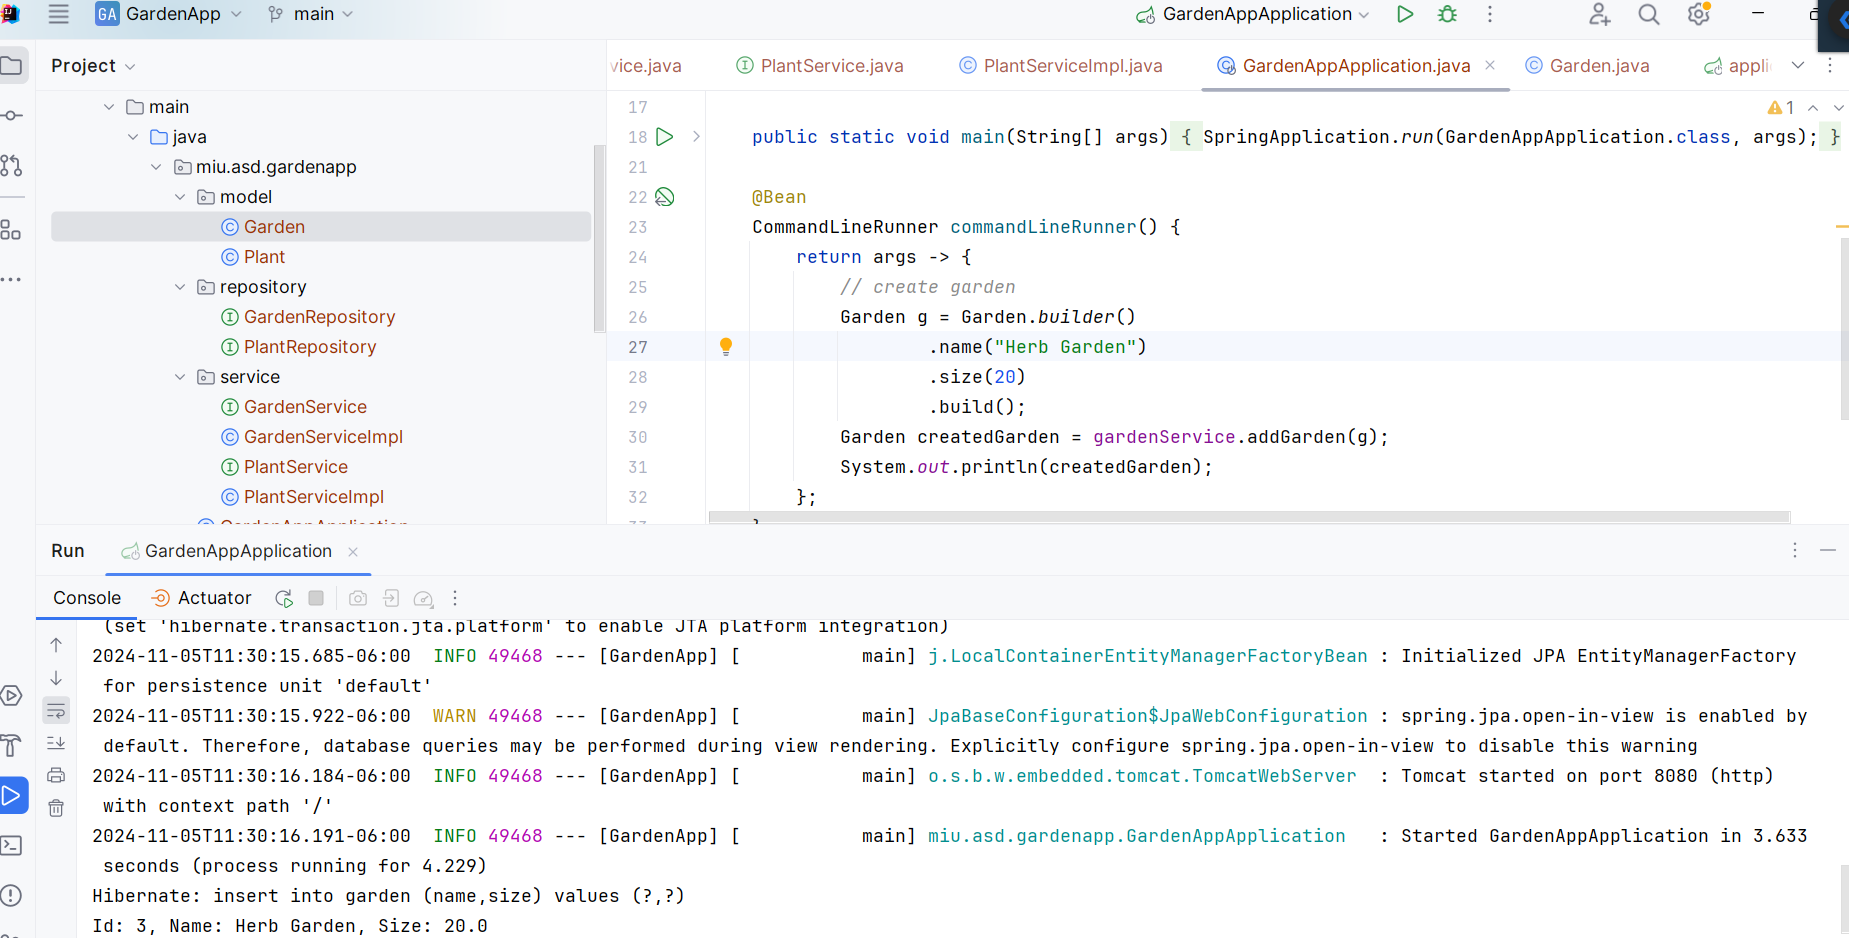 GA GardenApp main GardenAppApplication
Project
vice.java PlantService.java PlantServiceImpl.java GardenAppApplication.java Garden.java appli
main
java
miu.asd.gardenapp
model
Garden
Plant
repository
GardenRepository
PlantRepository
service
GardenService
GardenServiceImpl
PlantService
PlantServiceImpl
GardenAppApplication
1
17
18 public static void main(String[] args) { SpringApplication.run(GardenAppApplication.class, args); }
21
22 @Bean
23 CommandLineRunner commandLineRunner() {
24 return args -> {
25 // create garden
26 Garden g = Garden.builder()
27 .name("Herb Garden")
28 .size(20)
29 .build();
30 Garden createdGarden = gardenService.addGarden(g);
31 System.out.println(createdGarden);
32 };
33 }
Run GardenAppApplication
Console Actuator
(set 'hibernate.transaction.jta.platform' to enable JTA platform integration)
2024-11-05T11:30:15.685-06:00 INFO 49468 --- [GardenApp] [ main] j.LocalContainerEntityManagerFactoryBean : Initialized JPA EntityManagerFactory
for persistence unit 'default'
2024-11-05T11:30:15.922-06:00 WARN 49468 --- [GardenApp] [ main] JpaBaseConfiguration$JpaWebConfiguration : spring.jpa.open-in-view is enabled by
default. Therefore, database queries may be performed during view rendering. Explicitly configure spring.jpa.open-in-view to disable this warning
2024-11-05T11:30:16.184-06:00 INFO 49468 --- [GardenApp] [ main] o.s.b.w.embedded.tomcat.TomcatWebServer : Tomcat started on port 8080 (http)
with context path '/'
2024-11-05T11:30:16.191-06:00 INFO 49468 --- [GardenApp] [ main] miu.asd.gardenapp.GardenAppApplication : Started GardenAppApplication in 3.633
seconds (process running for 4.229)
Hibernate: insert into garden (name,size) values (?,?)
Id: 3, Name: Herb Garden, Size: 20.0